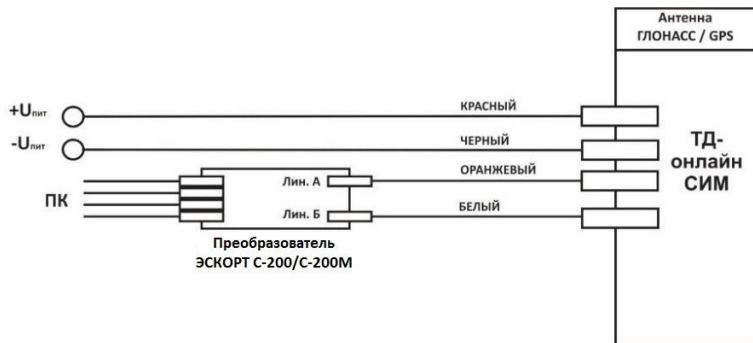 Антенна
ГЛОНАСС / GPS
+Uпит
КРАСНЫЙ
-Uпит
ЧЕРНЫЙ
ТД-
онлайн
СИМ
ОРАНЖЕВЫЙ
Лин. А
ПК
БЕЛЫЙ
Лин. Б
Преобразователь
ЭСКОРТ С-200/С-200М